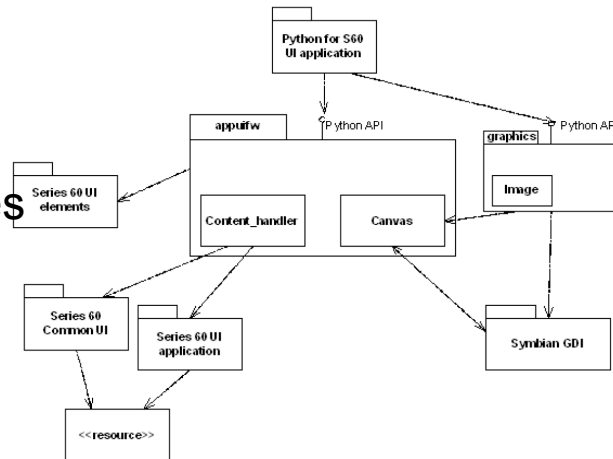 Python for S60
UI application
appuifw
Python API
graphics
Python AP
Series 60 UI
elements
s
Content_handler
Canvas
Image
Series 60
Common UI
Series 60 UI
application
Symbian GDI
<<resource>>